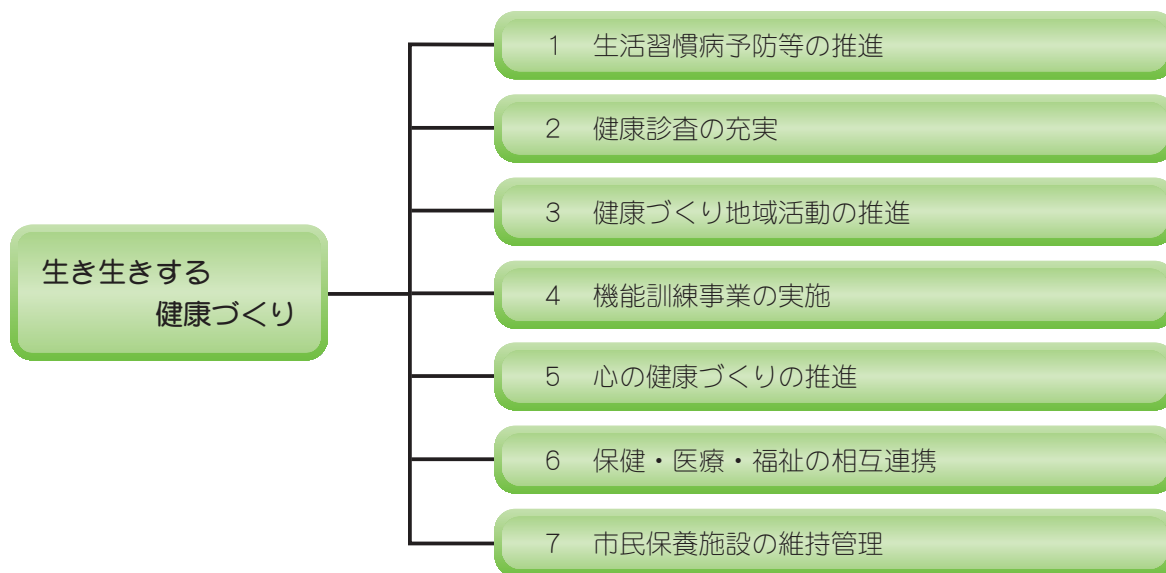 生き生きする
健康づくり
1 生活習慣病予防等の推進
2 健康診査の充実
3 健康づくり地域活動の推進
4 機能訓練事業の実施
5 心の健康づくりの推進
6 保健・医療・福祉の相互連携
7 市民保養施設の維持管理